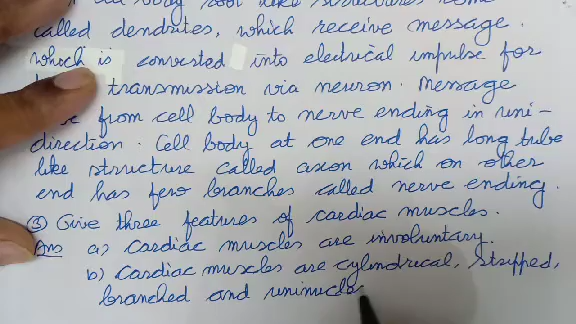 called dendrites, which receive message.
whoch is convested into electrical impulse for
transmission via neuron. Message
from cell body to nerve ending in uni-
direction. Cell body at one end has long tube
like structure called axon which on other
end has few branches called nerve ending.
③ Give three features of cardiac muscles.
Ans a) Cardiac muscles are involuntary.
b) Cardiac muscles are cylindrical, stripped,
branched and uninucle